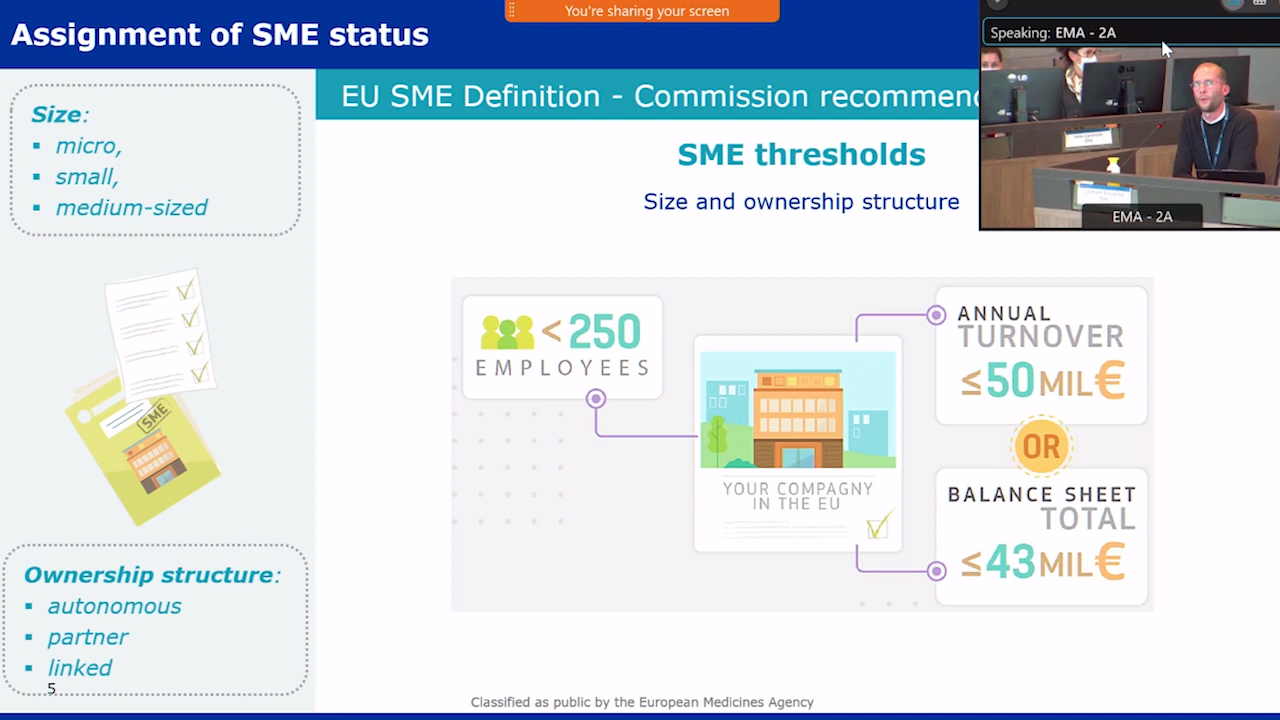 Assignment of SME status
You're sharing your screen
Speaking: EMA - 2A
EMA - 2A
LG
Size:
▪ micro,
▪ small,
▪ medium-sized
SME
Ownership structure:
▪ autonomous
▪ partner
▪ linked
5
EU SME Definition - Commission recommen
SME thresholds
Size and ownership structure
< 250
EMPLOYEES
YOUR COMPAGNY
IN THE EU
ANNUAL
TURNOVER
≤50 MIL€
OR
BALANCE SHEET
TOTAL
≤43 MIL€
Classified as public by the European Medicines Agency